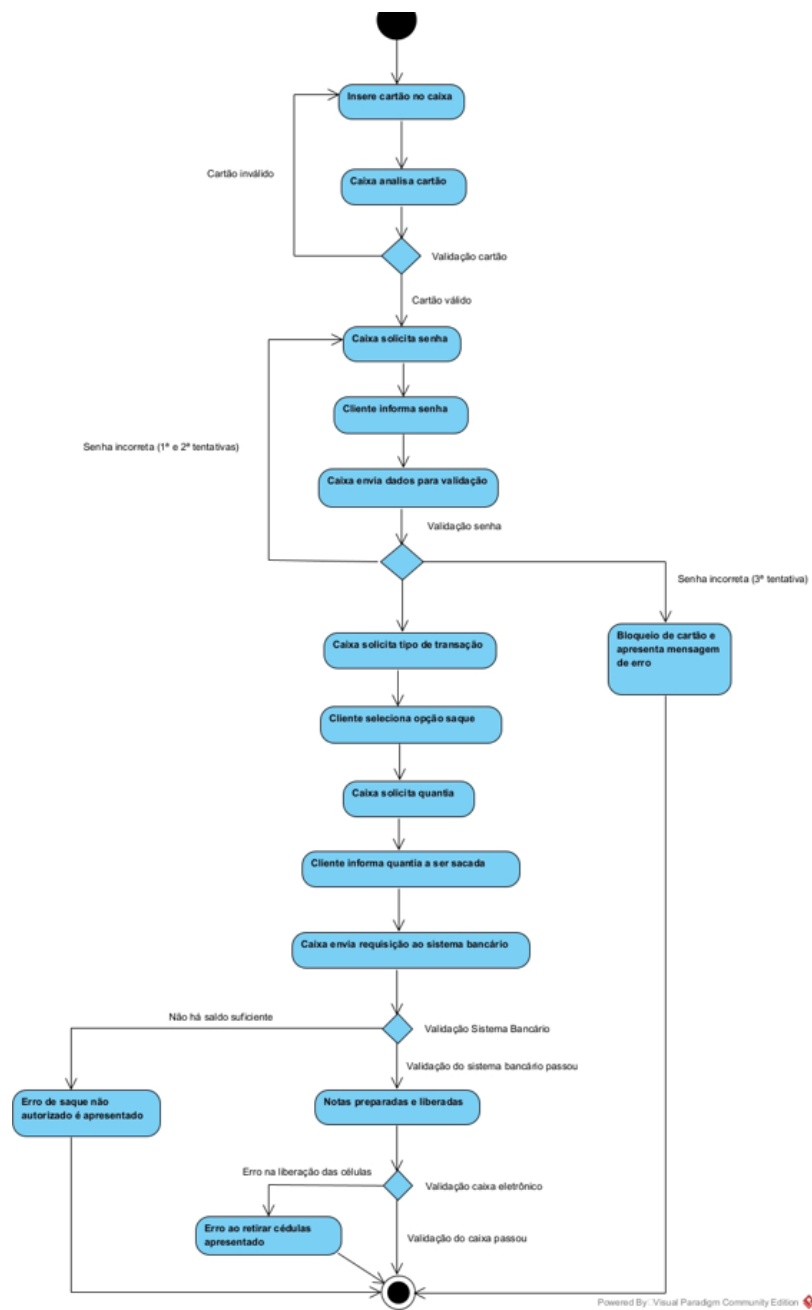 Insere cartão no caixa
Cartão inválido
Caixa analisa cartão
Validação cartão
Cartão válido
Caixa solicita senha
Cliente informa senha
Senha incorreta (1ª e 2ª tentativas)
Caixa envia dados para validação
Validação senha
Senha incorreta (3ª tentativa)
Bloqueio de cartão e
apresenta mensagem
de erro
Caixa solicita tipo de transação
Cliente seleciona opção saque
Caixa solicita quantia
Cliente informa quantia a ser sacada
Caixa envia requisição ao sistema bancário
Não há saldo suficiente
Validação Sistema Bancário
Validação do sistema bancário passou
Erro de saque não
autorizado é apresentado
Notas preparadas e liberadas
Erro na liberação das células
Validação caixa eletrônico
Erro ao retirar cédulas
apresentado
Validação do caixa passou
Powered By: Visual Paradigm Community Edition